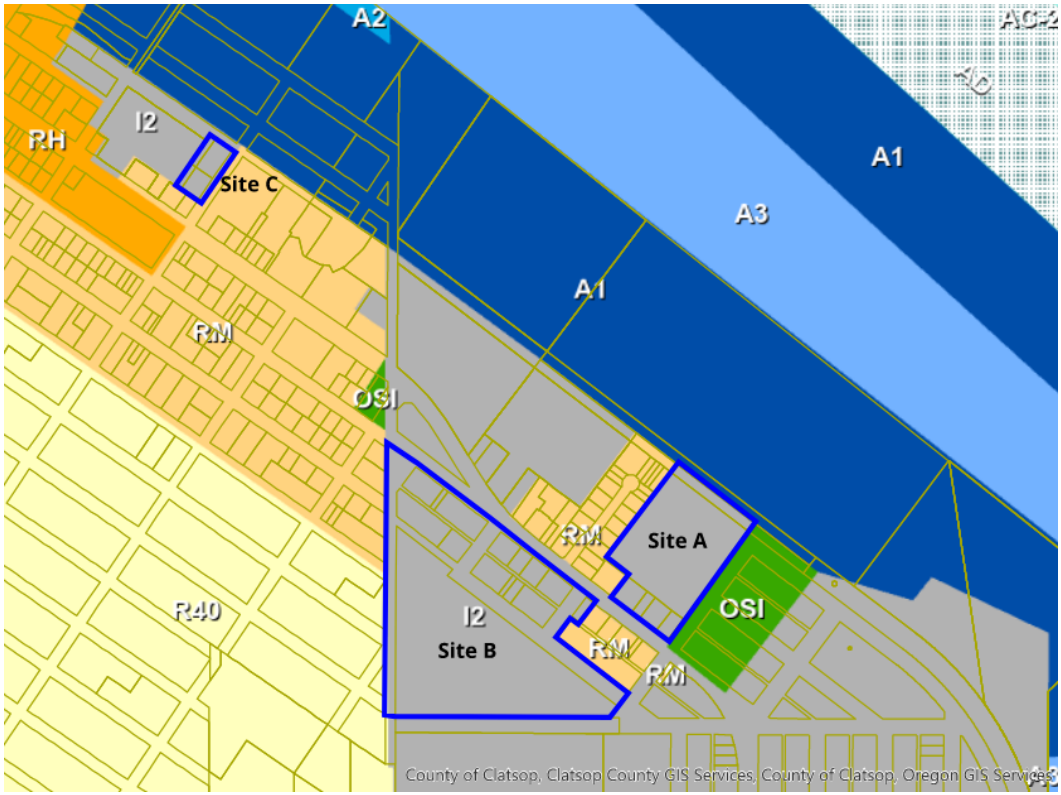 A2
AC-2
AD
I2
RH
A1
Site C
A3
A1
RM
OSI
RM
Site A
R40
I2
OSI
Site B
RM
RM
County of Clatsop, Clatsop County GIS Services, County of Clatsop, Oregon GIS Services